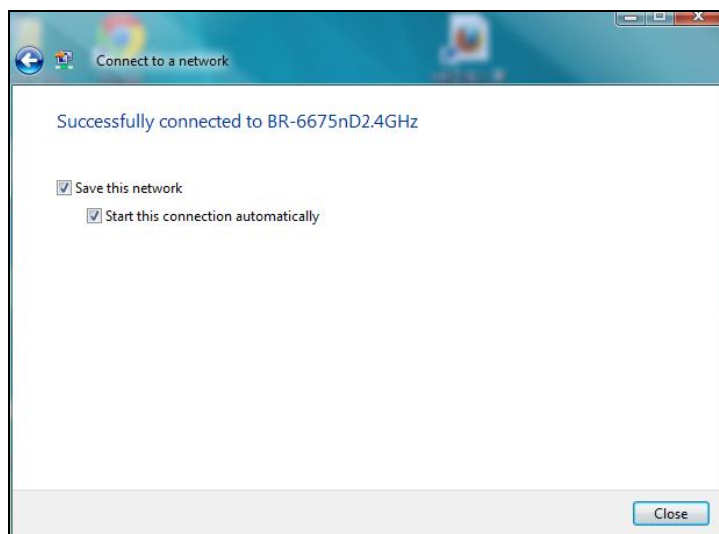 Connect to a network
Successfully connected to BR-6675nD2.4GHz
Save this network
Start this connection automatically
Close